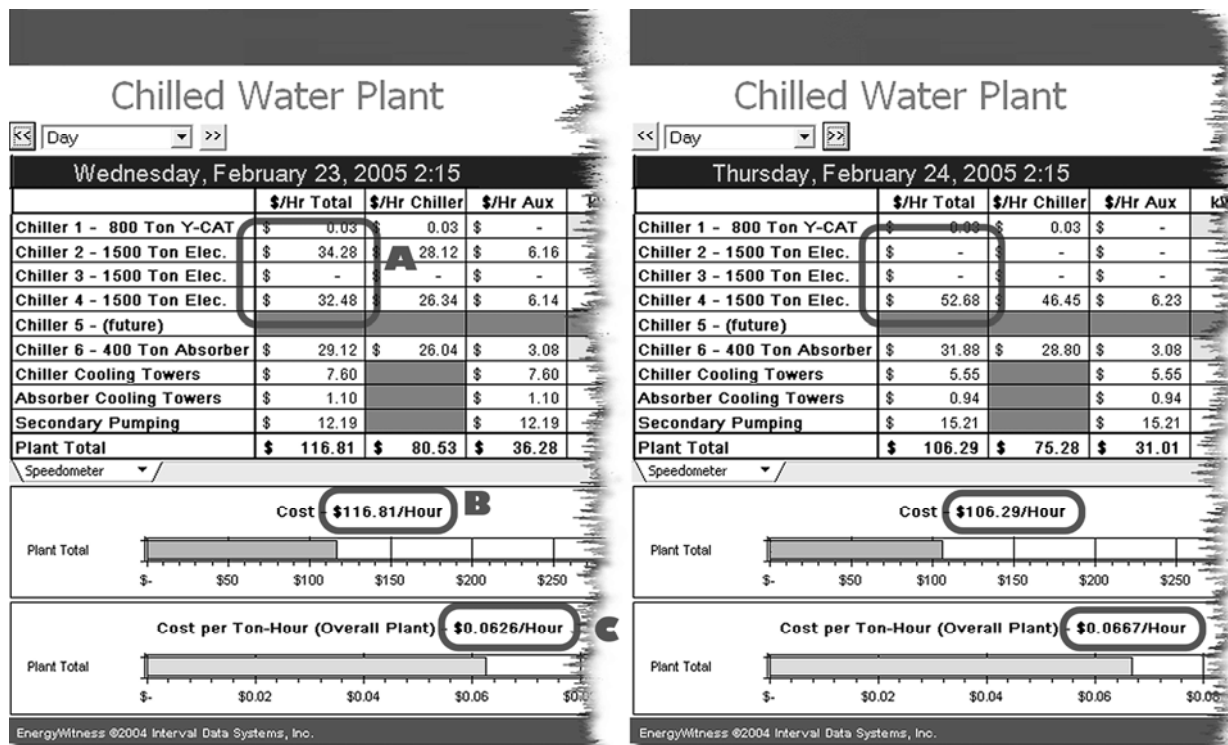 Chilled Water Plant
<< Day >>
Wednesday, February 23, 2005 2:15
$/Hr Total $/Hr Chiller $/Hr Aux
Chiller 1 - 800 Ton Y-CAT $ 0.03 $ 0.03 $ -
Chiller 2 - 1500 Ton Elec. $ 34.28 $ 28.12 $ 6.16
A
Chiller 3 - 1500 Ton Elec. $ - $ - $ -
Chiller 4 - 1500 Ton Elec. $ 32.48 $ 26.34 $ 6.14
Chiller 5 - (future)
Chiller 6 - 400 Ton Absorber $ 29.12 $ 26.04 $ 3.08
Chiller Cooling Towers $ 7.60 $ 7.60
Absorber Cooling Towers $ 1.10 $ 1.10
Secondary Pumping $ 12.19 $ 12.19
Plant Total $ 116.81 $ 80.53 $ 36.28
Speedometer
Cost - $116.81/Hour
B
Plant Total
$- $50 $100 $150 $200 $250
Cost per Ton-Hour (Overall Plant) - $0.0626/Hour
C
Plant Total
$- $0.02 $0.04 $0.06
EnergyWitness ©2004 Interval Data Systems, Inc.
Chilled Water Plant
<< Day >>
Thursday, February 24, 2005 2:15
$/Hr Total $/Hr Chiller $/Hr Aux
Chiller 1 - 800 Ton Y-CAT $ 0.03 $ 0.03 $ -
Chiller 2 - 1500 Ton Elec. $ - $ - $ -
Chiller 3 - 1500 Ton Elec. $ - $ - $ -
Chiller 4 - 1500 Ton Elec. $ 52.68 $ 46.45 $ 6.23
Chiller 5 - (future)
Chiller 6 - 400 Ton Absorber $ 31.88 $ 28.80 $ 3.08
Chiller Cooling Towers $ 5.55 $ 5.55
Absorber Cooling Towers $ 0.94 $ 0.94
Secondary Pumping $ 15.21 $ 15.21
Plant Total $ 106.29 $ 75.28 $ 31.01
Speedometer
Cost - $106.29/Hour
Plant Total
$- $50 $100 $150 $200 $250
Cost per Ton-Hour (Overall Plant) - $0.0667/Hour
Plant Total
$- $0.02 $0.04 $0.06 $0.08
EnergyWitness ©2004 Interval Data Systems, Inc.